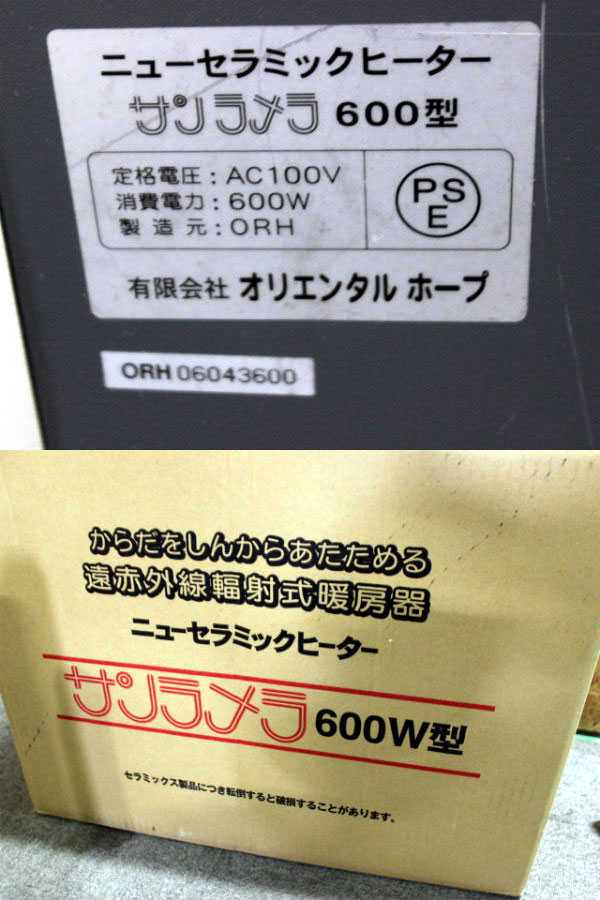 ニューセラミックヒーター
サンラメラ 600型
定格電圧：AC100V
消費電力：600W
製造元：ORH
PSE
有限会社 オリエンタル ホープ
ORH 06043600
からだをしんからあたためる
遠赤外線輻射式暖房器
ニューセラミックヒーター
サンラメラ 600W型
セラミックス製品につき転倒すると破損することがあります。